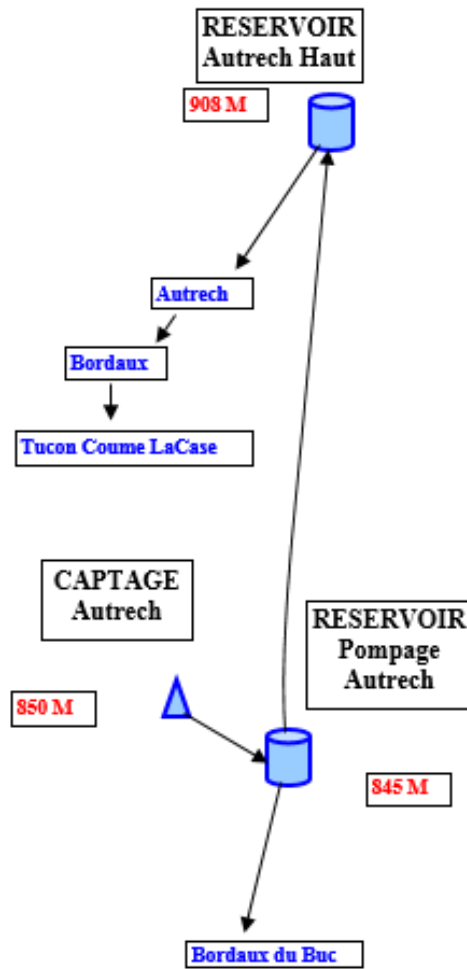 RESERVOIR
Autrech Haut
908 M
Autrech
Bordaux
Tucon Coume LaCase
CAPTAGE
Autrech
RESERVOIR
Pompage
Autrech
850 M
845 M
Bordaux du Buc